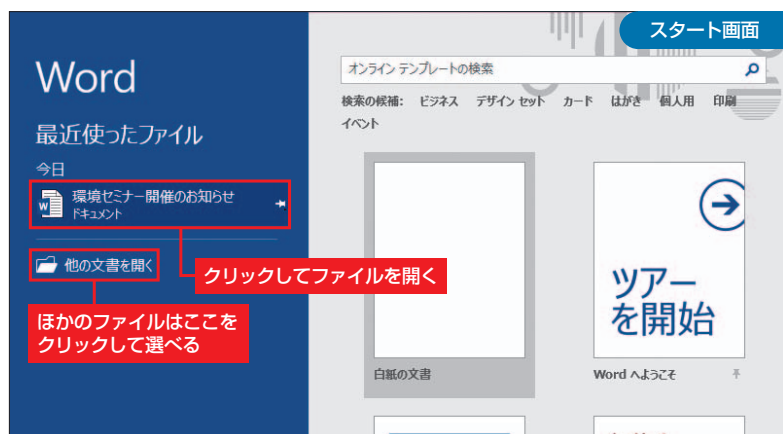 スタート画面
Word
オンライン テンプレートの検索
検索の候補: ビジネス デザイン セット カード はがき 個人用 印刷
イベント
最近使ったファイル
今日
環境セミナー開催のお知らせ
ドキュメント
他の文書を開く
クリックしてファイルを開く
ほかのファイルはここを
クリックして選べる
ツアー
を開始
白紙の文書
Word へようこそ